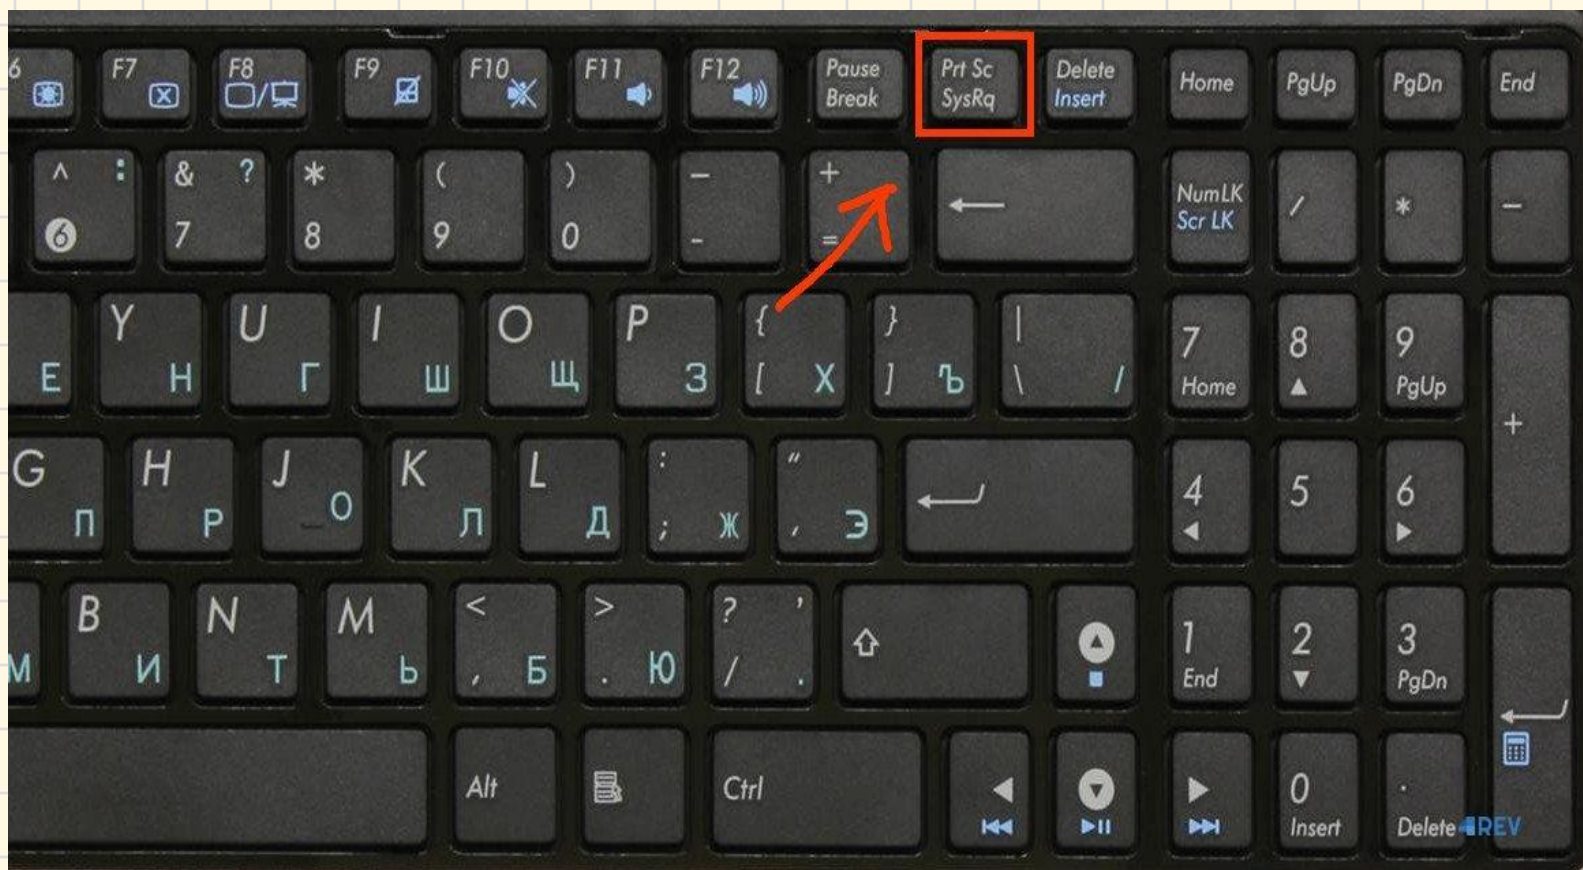 6 F7 F8 F9 F10 F11 F12 Pause Prt Sc Delete Home PgUp PgDn End
Break SysRq Insert
^ : & ? * ( ) – +
6 7 8 9 0 - =
NumLK / * –
Scr LK
Y U I O P { } |
Е Н Г Ш Щ З [ Х ] Ъ \ /
7 8 9 +
Home PgUp
G H J K L : “
П Р О Л Д ; Ж ‘ Э
4 5 6
B N M < > ? ’
М И Т Ь , Б . Ю / .
1 2 3
End PgDn
Alt Ctrl
0 .
Insert Delete
4REV